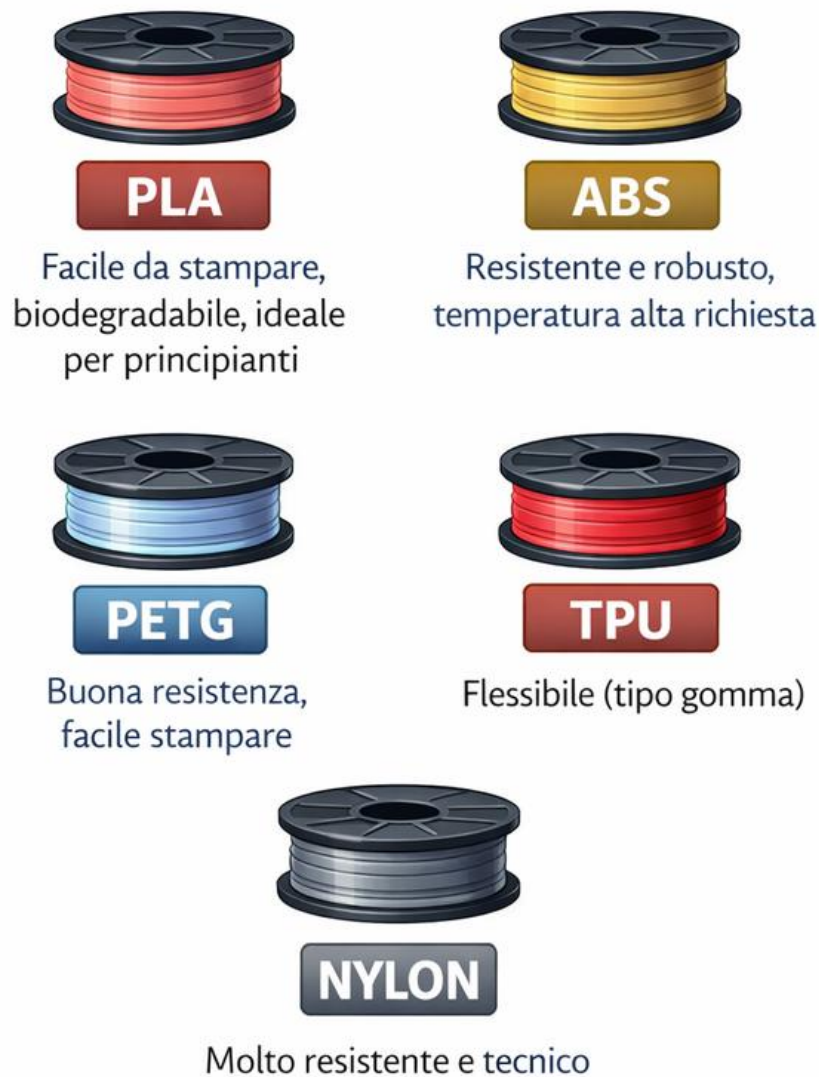 PLA
Facile da stampare,
biodegradabile, ideale
per principianti
ABS
Resistente e robusto,
temperatura alta richiesta
PETG
Buona resistenza,
facile stampare
TPU
Flessibile (tipo gomma)
NYLON
Molto resistente e tecnico